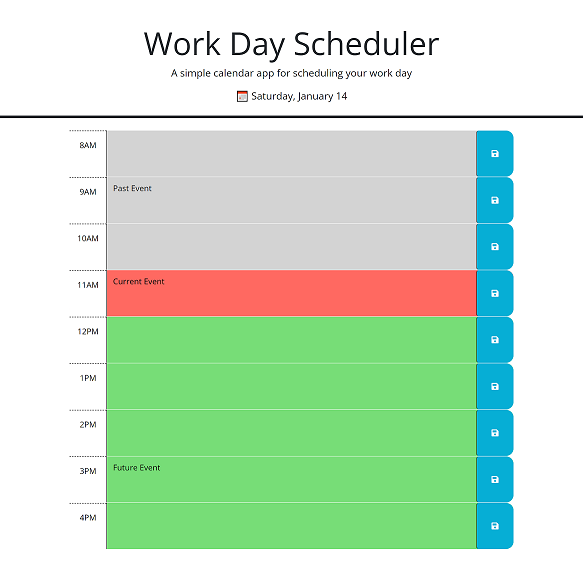 Work Day Scheduler
A simple calendar app for scheduling your work day
Saturday, January 14
8AM
9AM Past Event
10AM
11AM Current Event
12PM
1PM
2PM
3PM Future Event
4PM